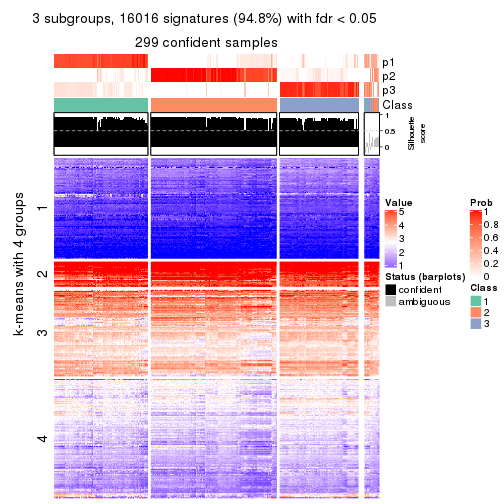 3 subgroups, 16016 signatures (94.8%) with fdr < 0.05
299 confident samples
p1
p2
p3
Class
1
0.5
0
Silhouette
score
k-means with 4 groups
1
2
3
4
Value
5
4
3
2
1
Status (barplots)
confident
ambiguous
Prob
1
0.8
0.6
0.4
0.2
0
Class
1
2
3